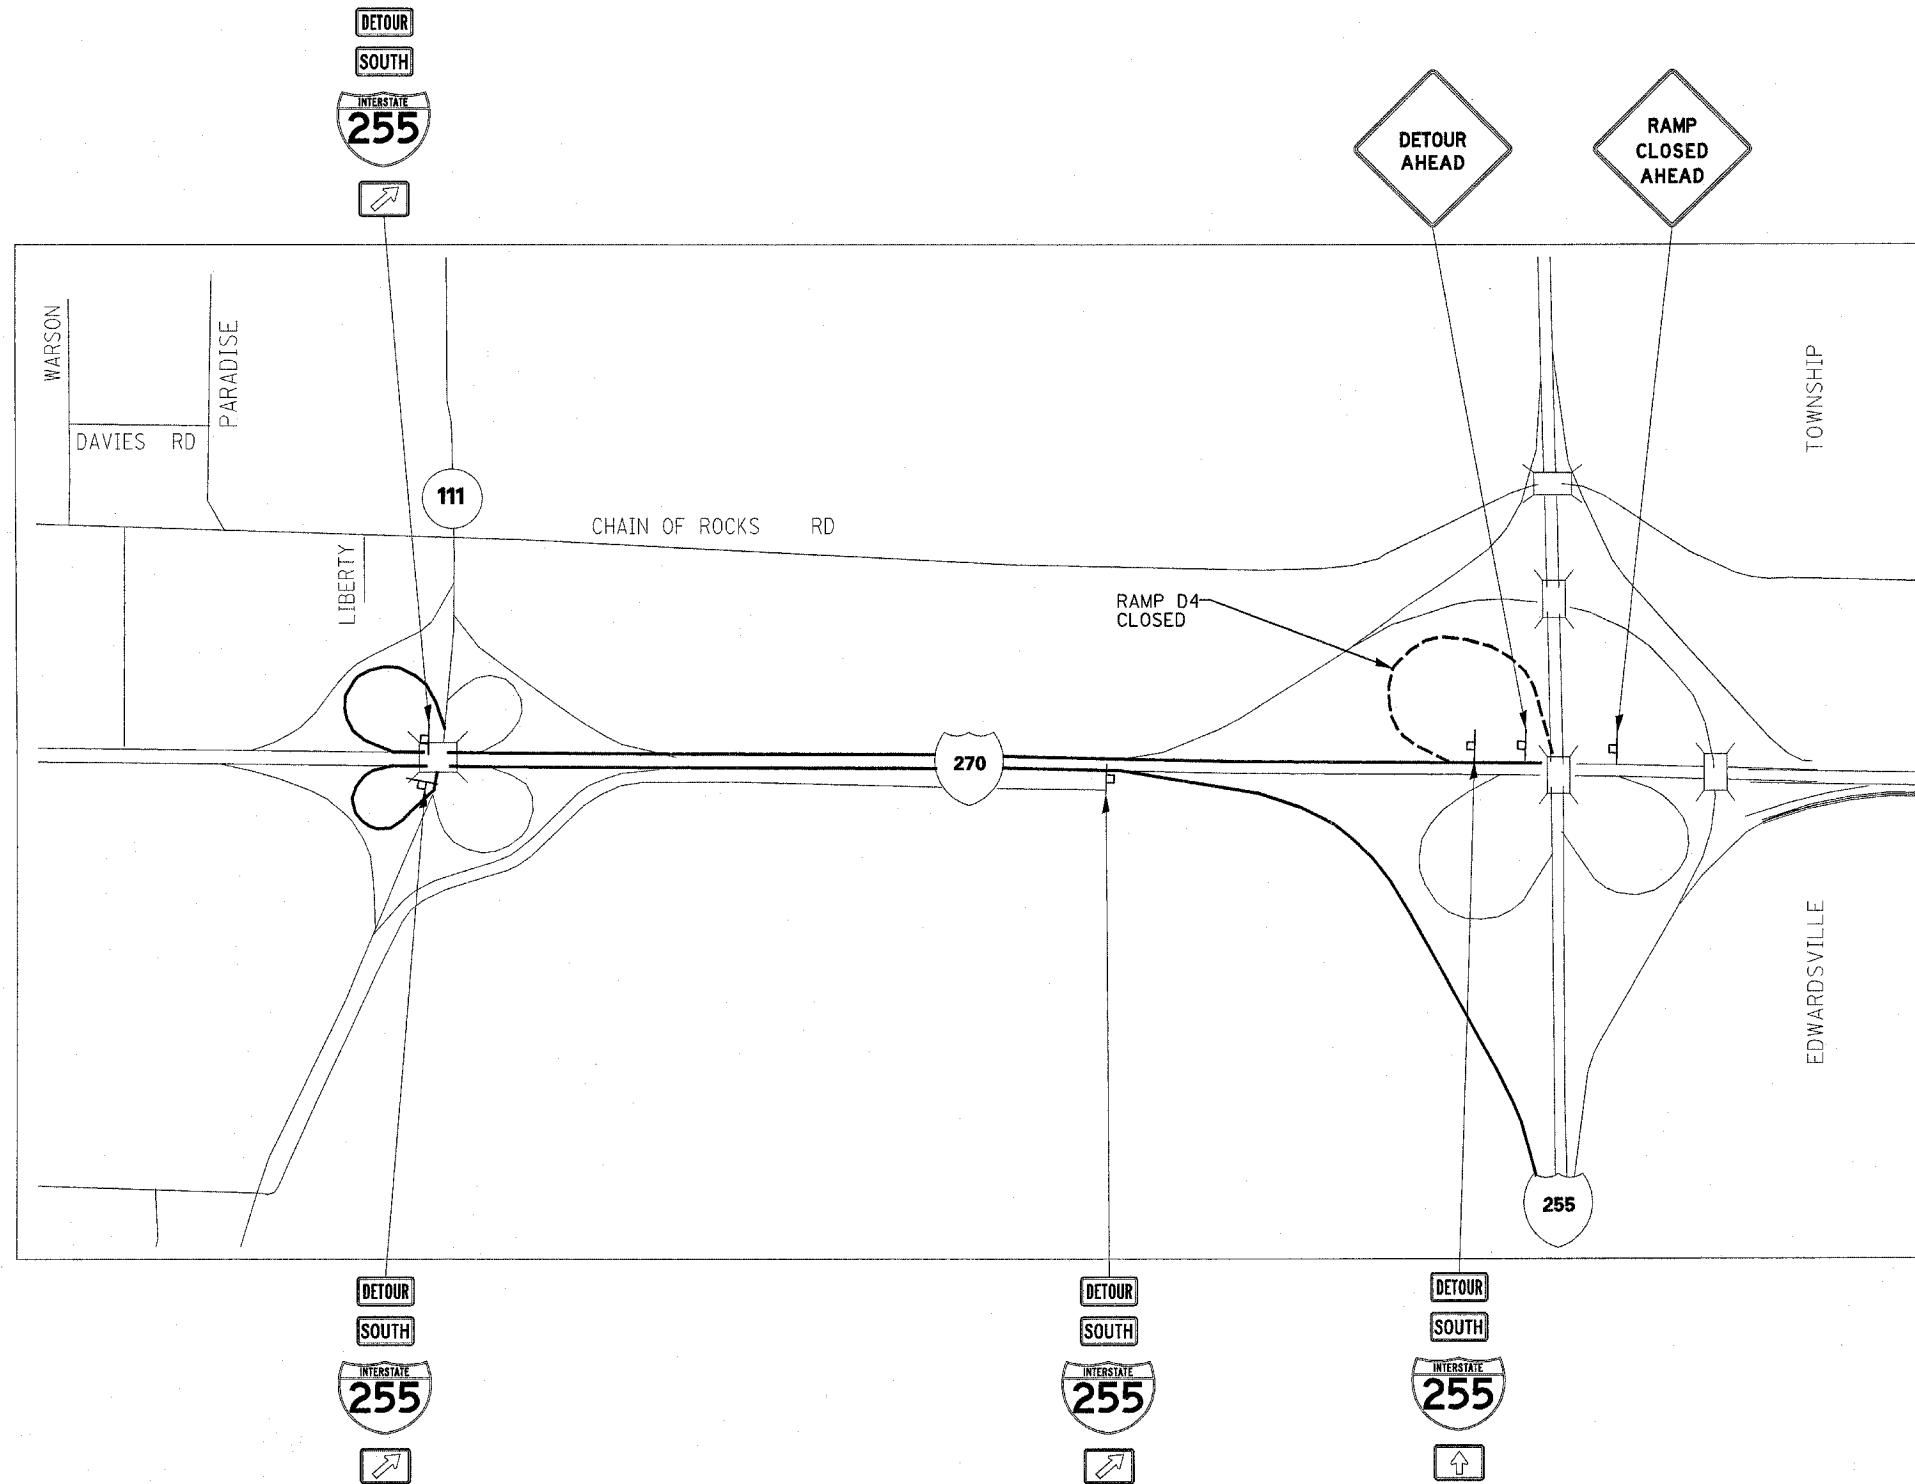 DETOUR
SOUTH
INTERSTATE
255
DETOUR
AHEAD
RAMP
CLOSED
AHEAD
WARSON
PARADISE
DAVIES RD
TOWNSHIP
111
CHAIN OF ROCKS RD
LIBERTY
RAMP D4
CLOSED
270
EDWARDSVILLE
255
DETOUR
SOUTH
INTERSTATE
255
DETOUR
SOUTH
INTERSTATE
255
DETOUR
SOUTH
INTERSTATE
255